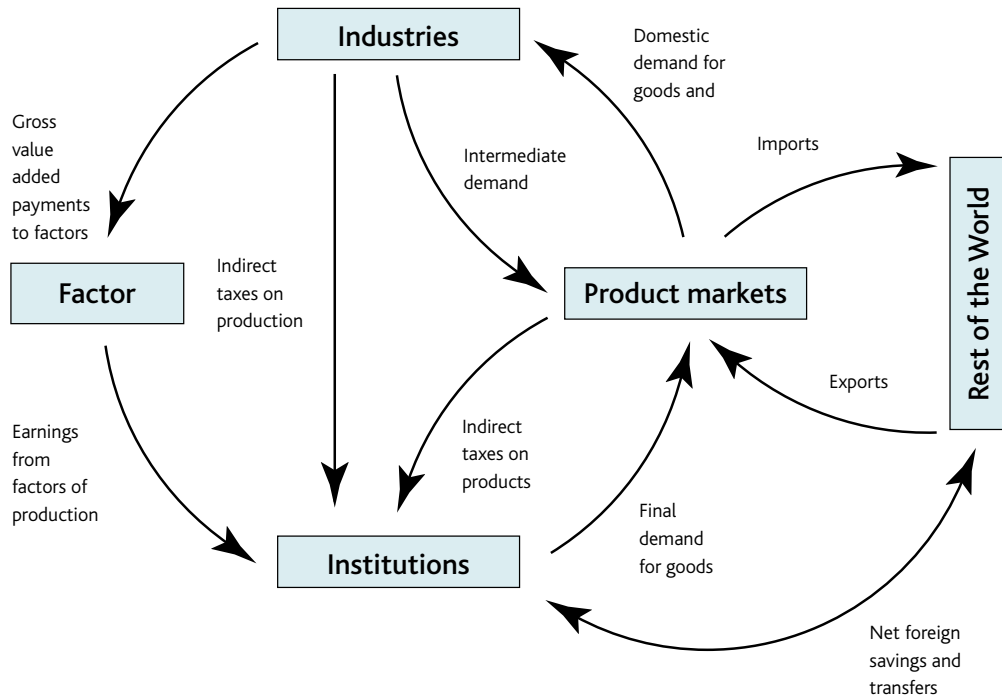 Industries
Domestic
demand for
goods and
Gross
value
added
payments
to factors
Intermediate
demand
Imports
Indirect
taxes on
production
Factor
Product markets
Rest of the World
Exports
Earnings
from
factors of
production
Indirect
taxes on
products
Final
demand
for goods
Institutions
Net foreign
savings and
transfers